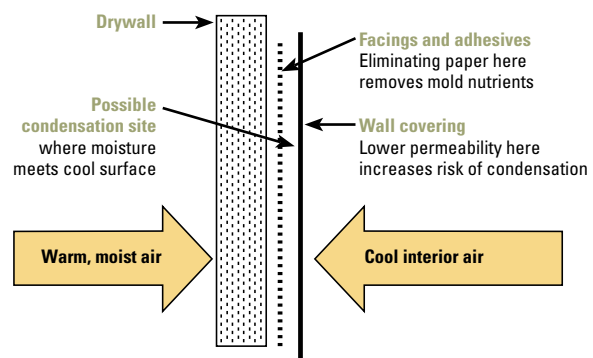 Drywall
Possible
condensation site
where moisture
meets cool surface
Facings and adhesives
Eliminating paper here
removes mold nutrients
Wall covering
Lower permeability here
increases risk of condensation
Warm, moist air
Cool interior air